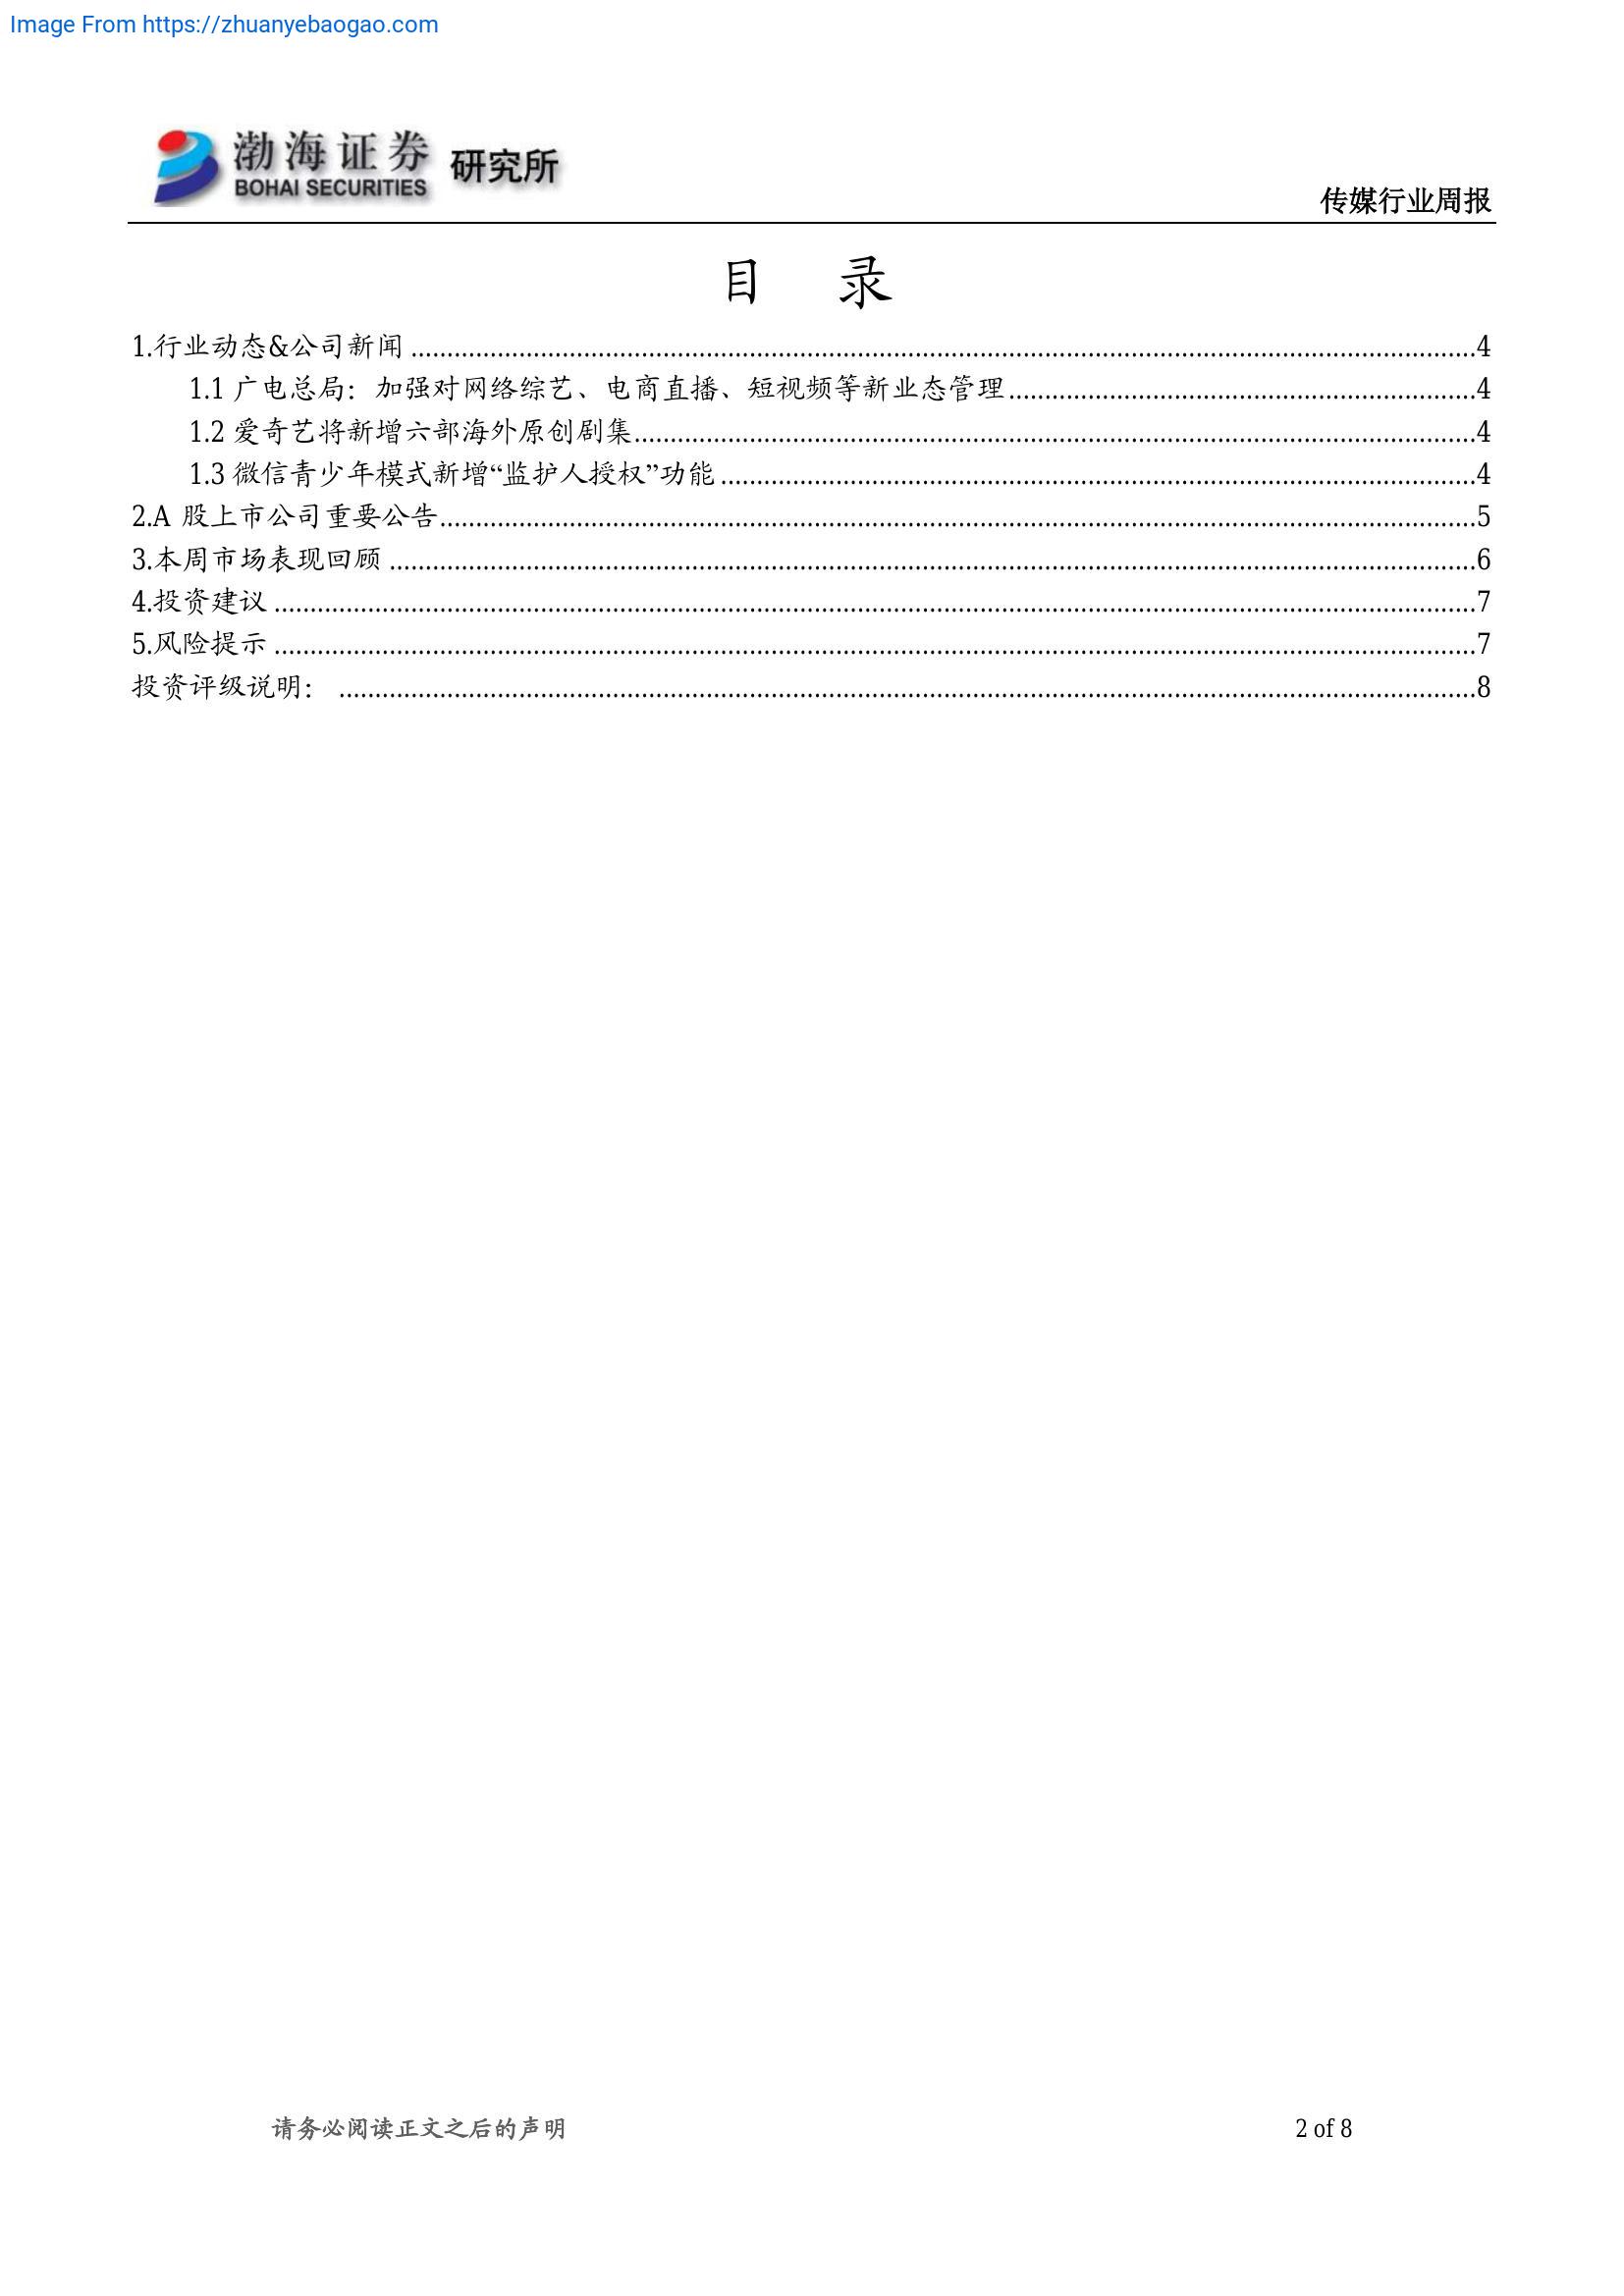 Image From https://zhuanyebaogao.com
渤海证券 研究所
BOHAI SECURITIES
传媒行业周报
目 录
1.行业动态&公司新闻 ........ 4
1.1 广电总局：加强对网络综艺、电商直播、短视频等新业态管理 ........ 4
1.2 爱奇艺将新增六部海外原创剧集 ........ 4
1.3 微信青少年模式新增“监护人授权”功能 ........ 4
2.A 股上市公司重要公告 ........ 5
3.本周市场表现回顾 ........ 6
4.投资建议 ........ 7
5.风险提示 ........ 7
投资评级说明： ........ 8
请务必阅读正文之后的声明 2 of 8